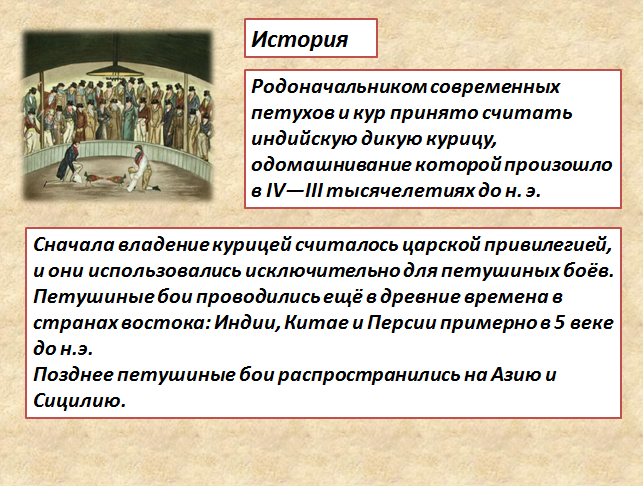 История
Родоначальником современных
петухов и кур принято считать
индийскую дикую курицу,
одомашнивание которой произошло
в IV—III тысячелетиях до н. э.
Сначала владение курицей считалось царской привилегией,
и они использовались исключительно для петушиных боёв.
Петушиные бои проводились ещё в древние времена в
странах востока: Индии, Китае и Персии примерно в 5 веке
до н.э.
Позднее петушиные бои распространились на Азию и
Сицилию.